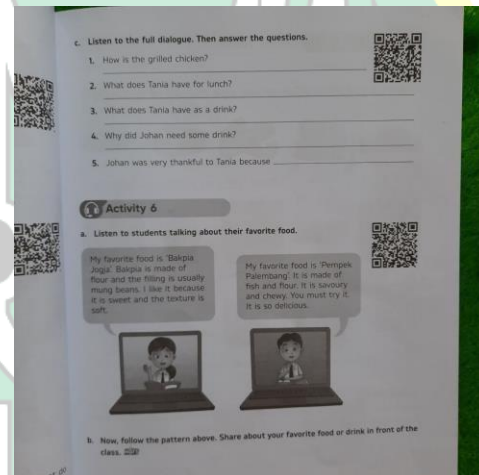 c. Listen to the full dialogue. Then answer the questions.
1. How is the grilled chicken?
2. What does Tania have for lunch?
3. What does Tania have as a drink?
4. Why did Johan need some drink?
5. Johan was very thankful to Tania because
Activity 6
a. Listen to students talking about their favorite food.
My favorite food is 'Bakpia
Jogja'. Bakpia is made of
flour and the filling is usually
mung beans. I like it because
it is sweet and the texture is
soft.
My favorite food is 'Pempek
Palembang'. It is made of
fish and flour. It is savoury
and chewy. You must try it.
It is so delicious.
b. Now, follow the pattern above. Share about your favorite food or drink in front of the
class.